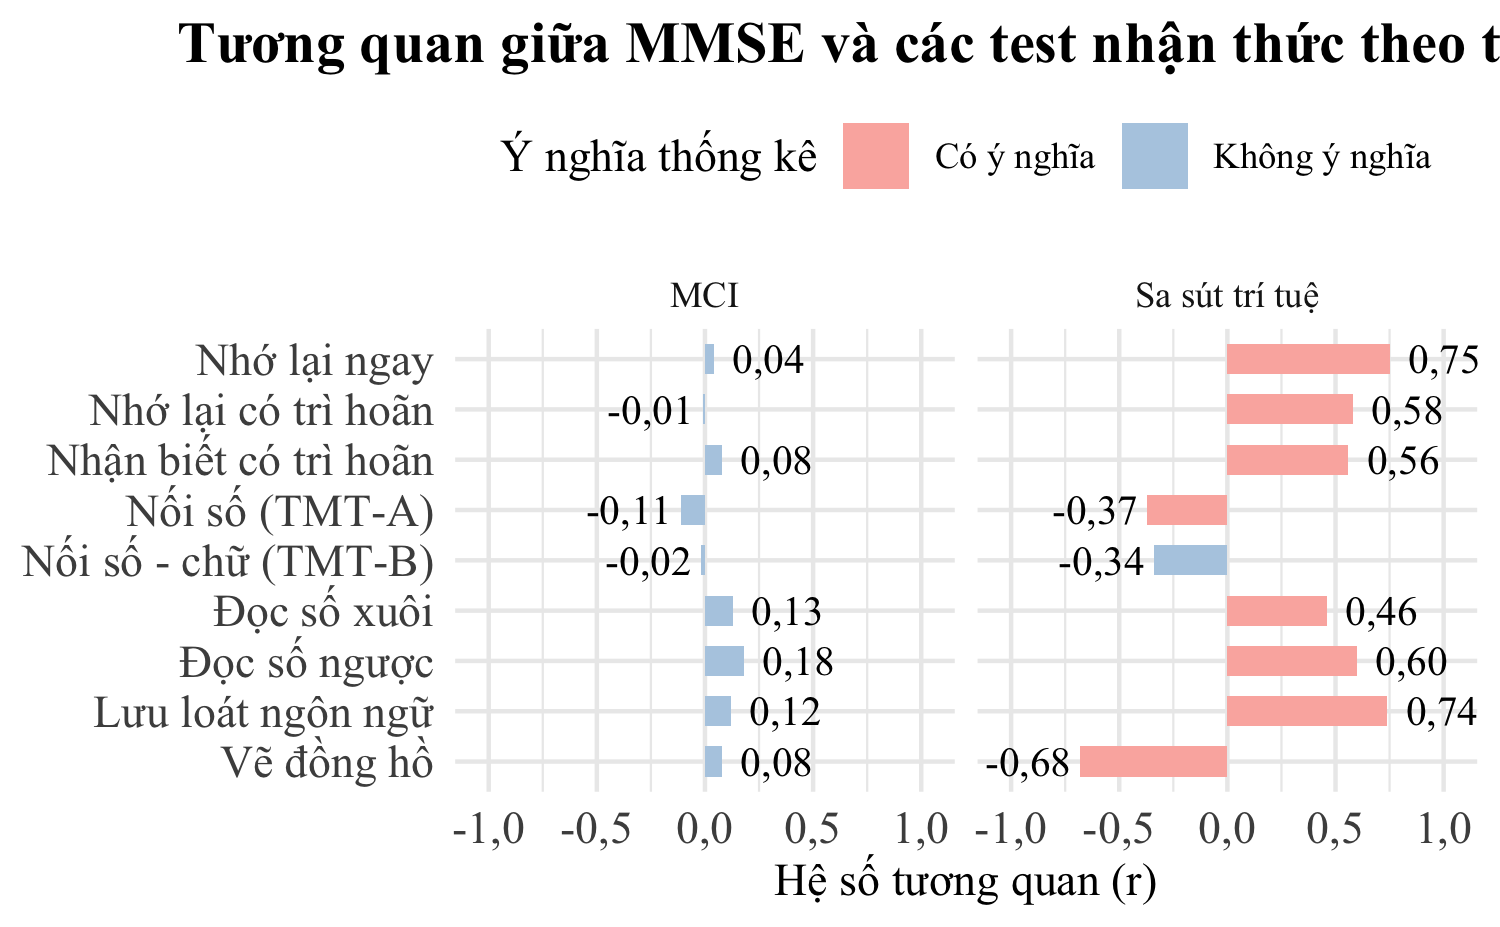 Tương quan giữa MMSE và các test nhận thức theo t
Ý nghĩa thống kê Có ý nghĩa Không ý nghĩa
MCI Sa sút trí tuệ
Nhớ lại ngay 0,04 0,75
Nhớ lại có trì hoãn -0,01 0,58
Nhận biết có trì hoãn 0,08 0,56
Nối số (TMT-A) -0,11 -0,37
Nối số - chữ (TMT-B) -0,02 -0,34
Đọc số xuôi 0,13 0,46
Đọc số ngược 0,18 0,60
Lưu loát ngôn ngữ 0,12 0,74
Vẽ đồng hồ 0,08 -0,68
-1,0 -0,5 0,0 0,5 1,0 -1,0 -0,5 0,0 0,5 1,0
Hệ số tương quan (r)